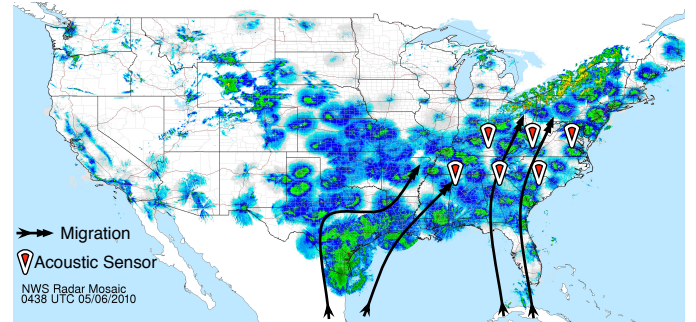 Migration
Acoustic Sensor
NWS Radar Mosaic
0438 UTC 05/06/2010